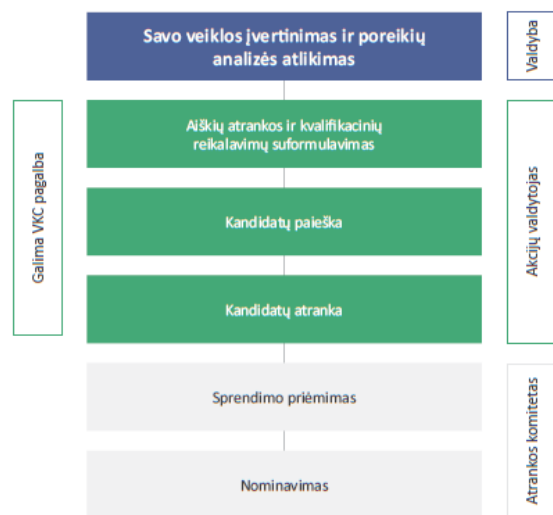 Savo veiklos įvertinimas ir poreikių
analizės atlikimas
Valdyba
Galima VKC pagalba
Aiškių atrankos ir kvalifikacinių
reikalavimų suformulavimas
Kandidatų paieška
Kandidatų atranka
Akcijų valdytojas
Sprendimo priėmimas
Nominavimas
Atrankos komitetas